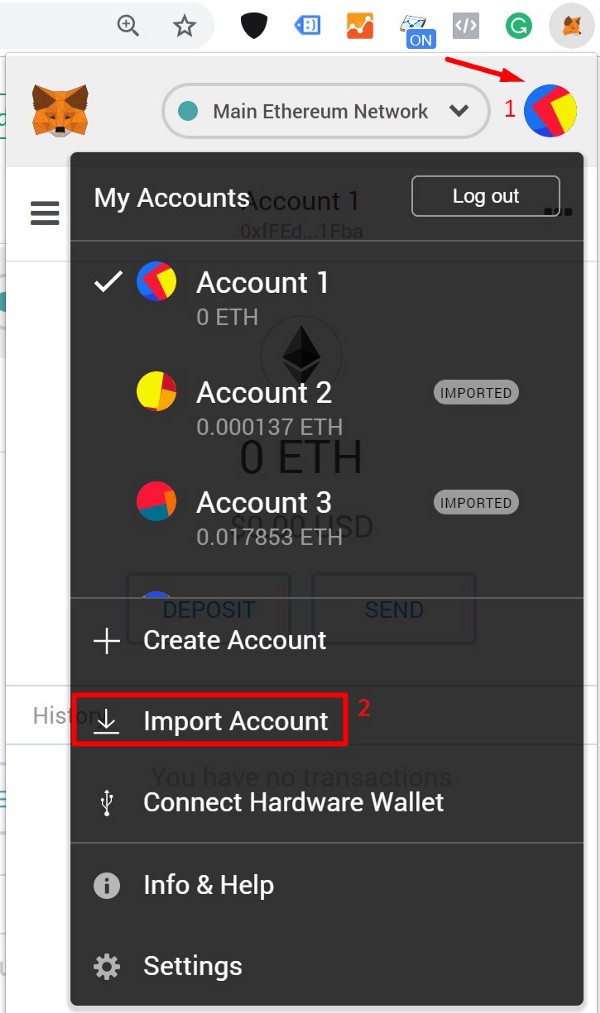 ON
Main Ethereum Network
1
My Accounts
Account 1
Log out
0xfFEd...1Fba
Account 1
0 ETH
Account 2
IMPORTED
0.000137 ETH
0 ETH
Account 3
IMPORTED
$0.00 USD
0.017853 ETH
DEPOSIT
SEND
Create Account
History
Import Account
2
You have no transactions
Connect Hardware Wallet
Info & Help
Settings